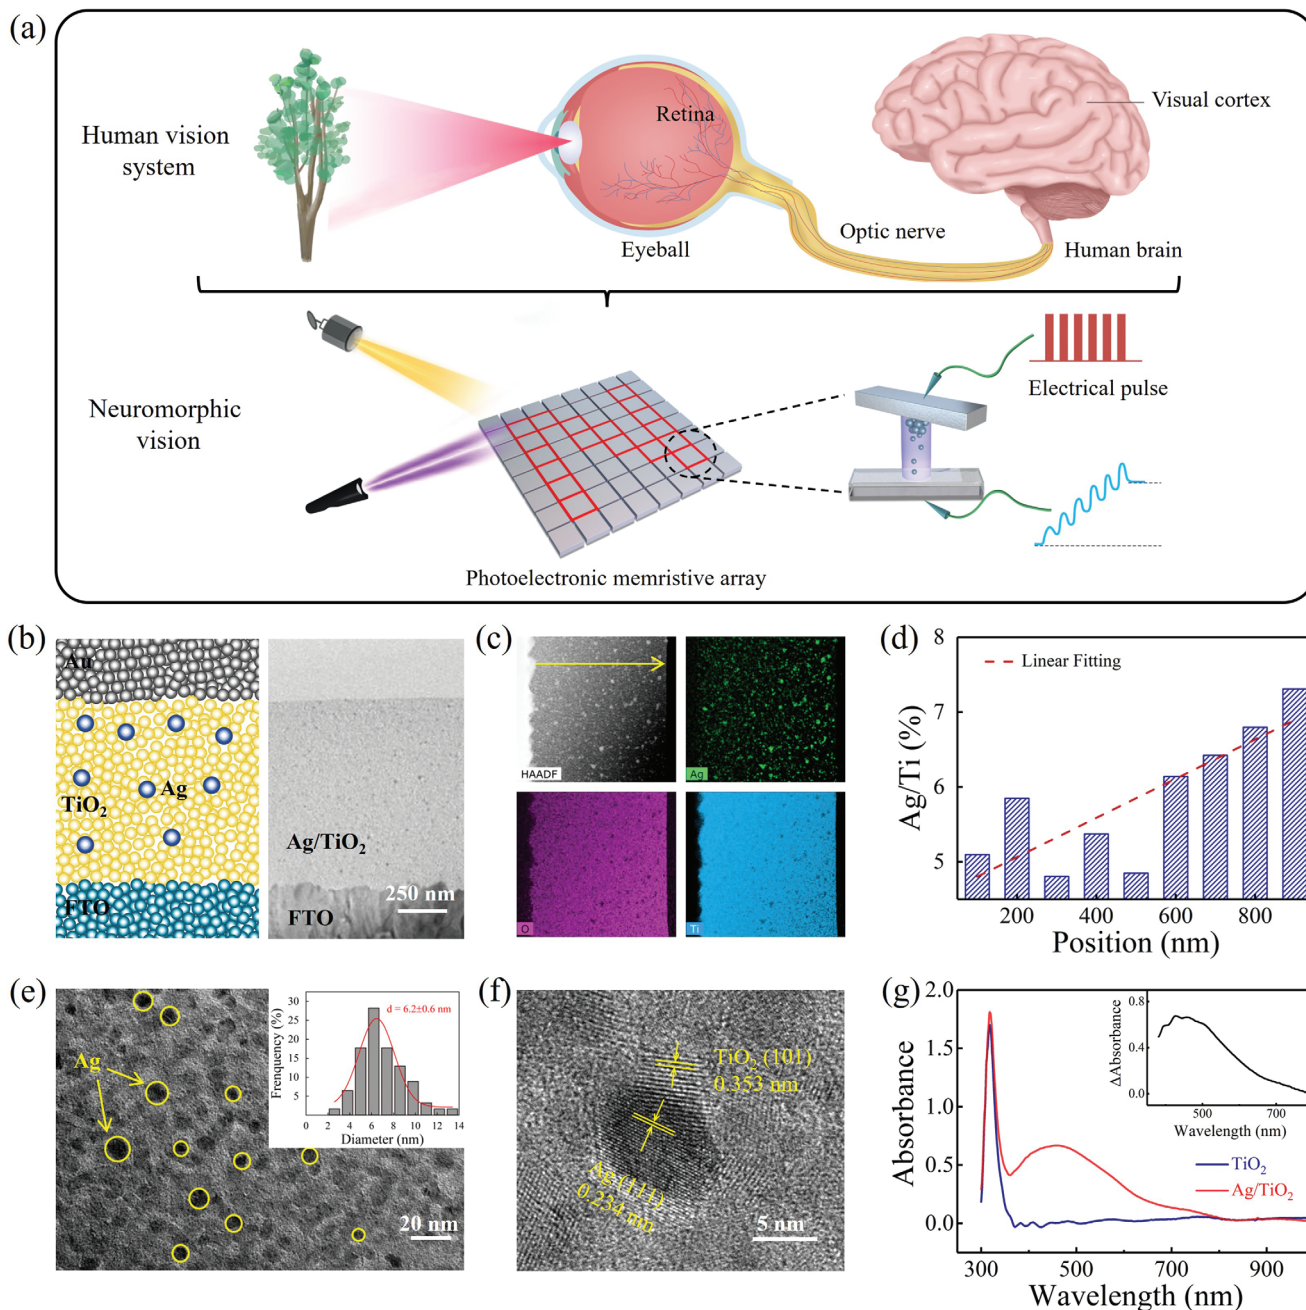 (a)
Human vision
system
Retina
Eyeball
Optic nerve
Visual cortex
Human brain
Neuromorphic
vision
Electrical pulse
Photoelectronic memristive array
(b)
Au
TiO2
Ag
FTO
Ag/TiO2
250 nm
FTO
(c)
HAADF
Ag
O
Ti
(d)
8
7
6
5
Ag/Ti (%)
Linear Fitting
200 400 600 800
Position (nm)
(e)
Ag
20 nm
30
25
20
15
10
5
Frenquency (%)
d = 6.2±0.6 nm
0 2 4 6 8 10 12 14
Diameter (nm)
(f)
TiO2 (101)
0.353 nm
Ag (111)
0.234 nm
5 nm
(g)
2.0
1.5
1.0
0.5
0.0
Absorbance
0.8
0.4
0.0
ΔAbsorbance
500 700
Wavelength (nm)
TiO2
Ag/TiO2
300 500 700 900
Wavelength (nm)